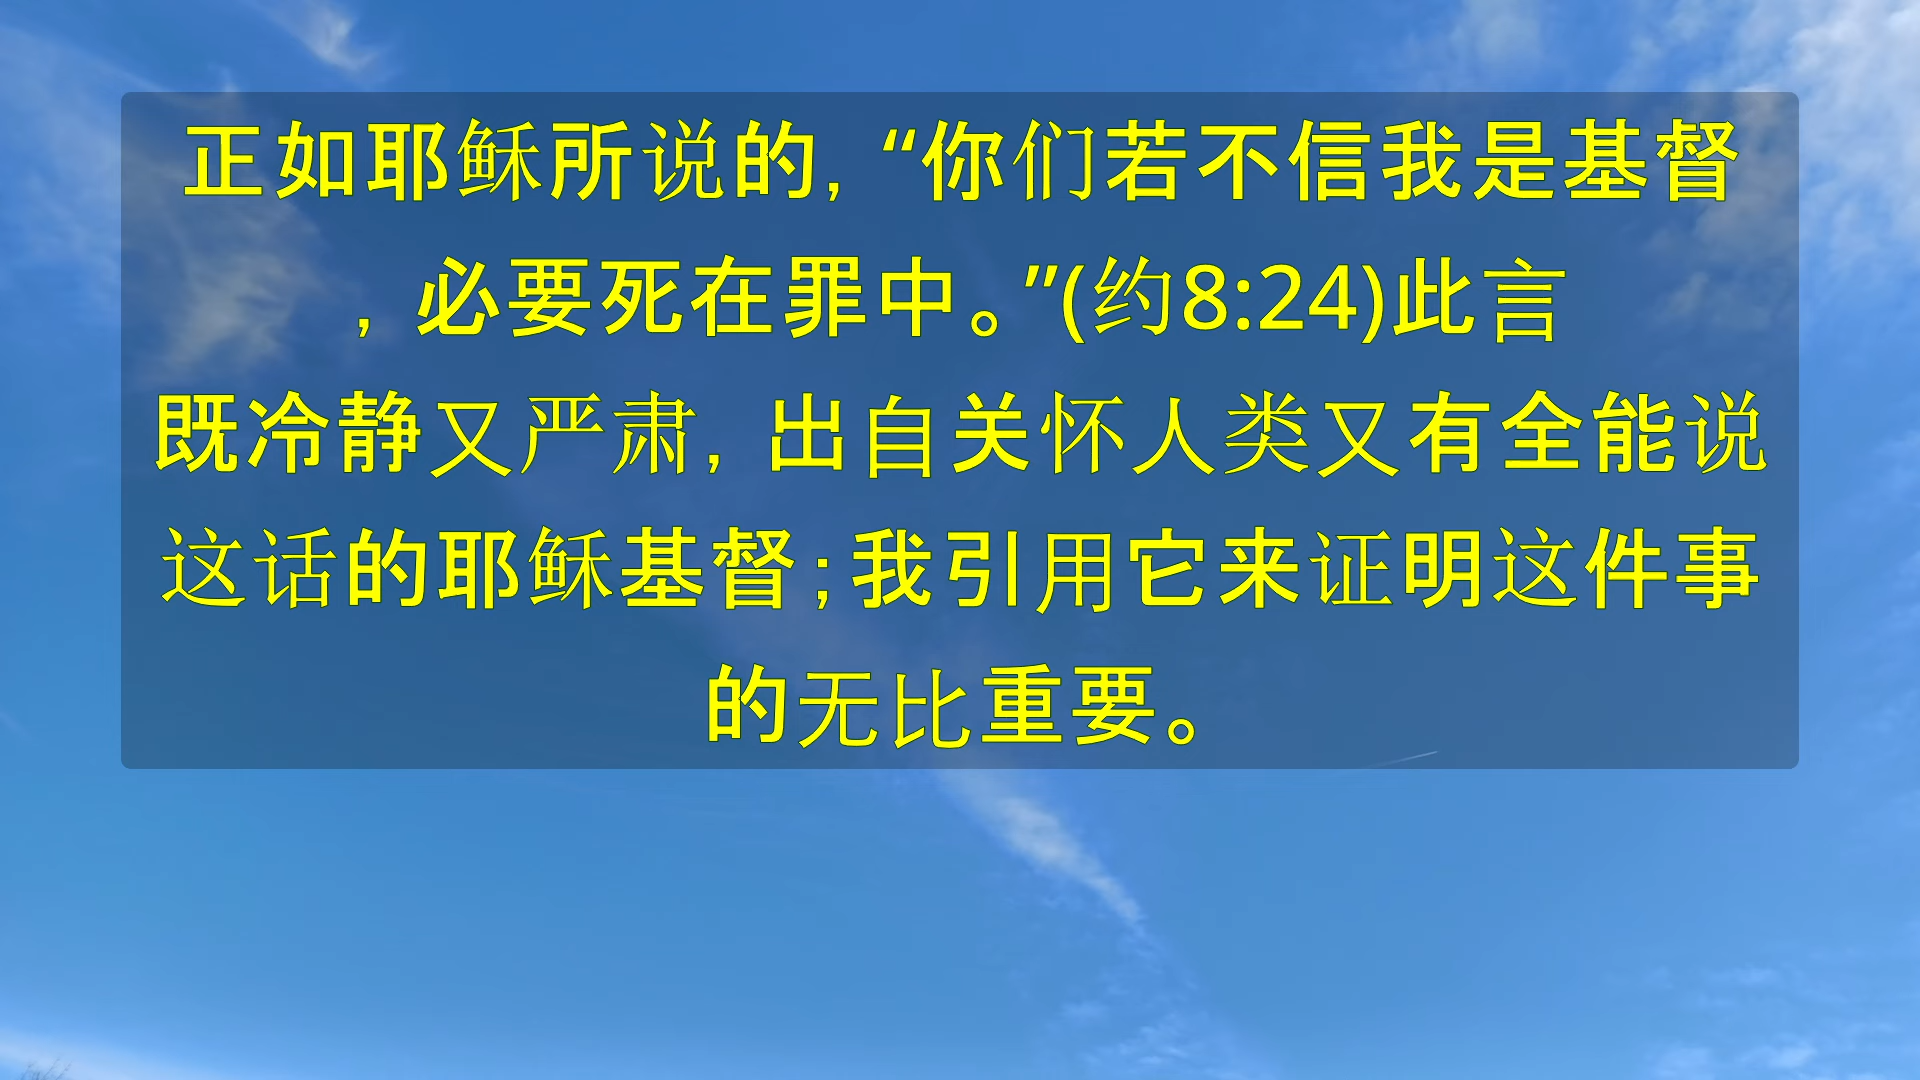 正如耶稣所说的, “你们若不信我是基督
, 必要死在罪中。”(约8:24)此言
既冷静又严肃, 出自关怀人类又有全能说
这话的耶稣基督;我引用它来证明这件事
的无比重要。